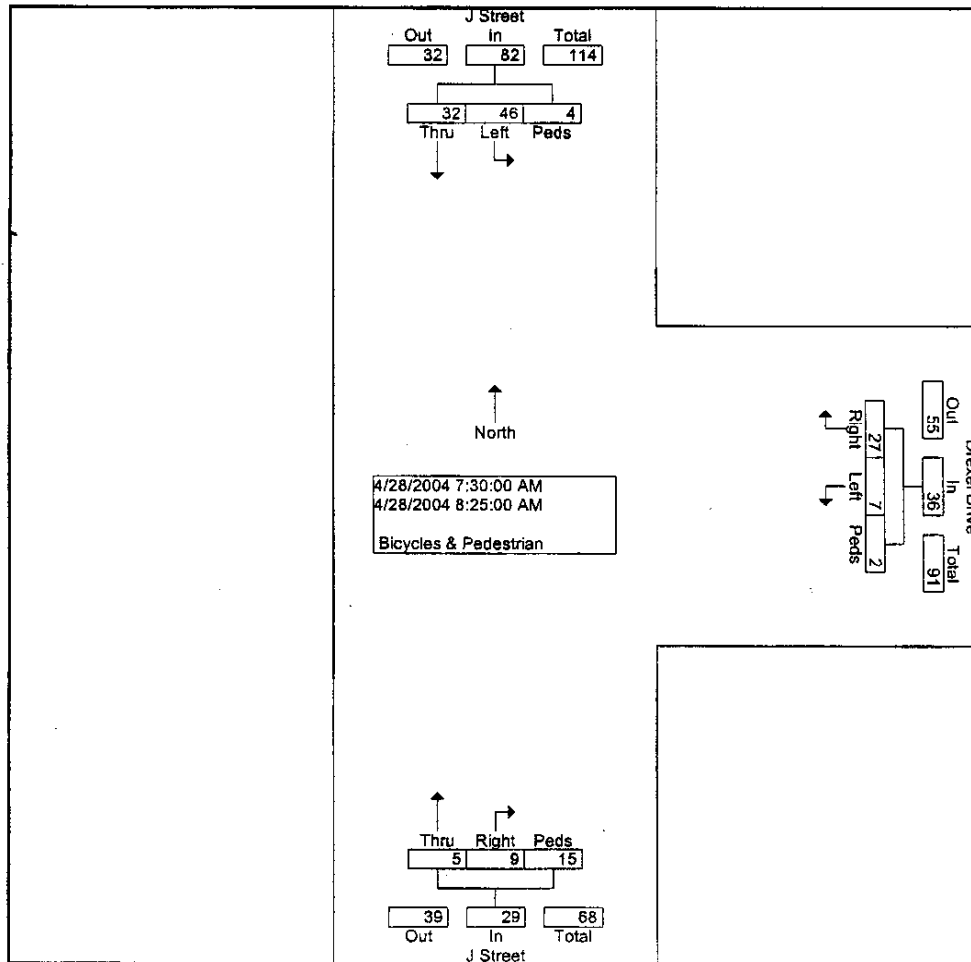 J Street
Out In Total
32 82 114
32 46 4
Thru Left Peds
North
4/28/2004 7:30:00 AM
4/28/2004 8:25:00 AM
Bicycles & Pedestrian
Out In Total
55 36 91
27 7 2
Right Left Peds
Thru Right Peds
5 9 15
39 29 68
Out In Total
J Street